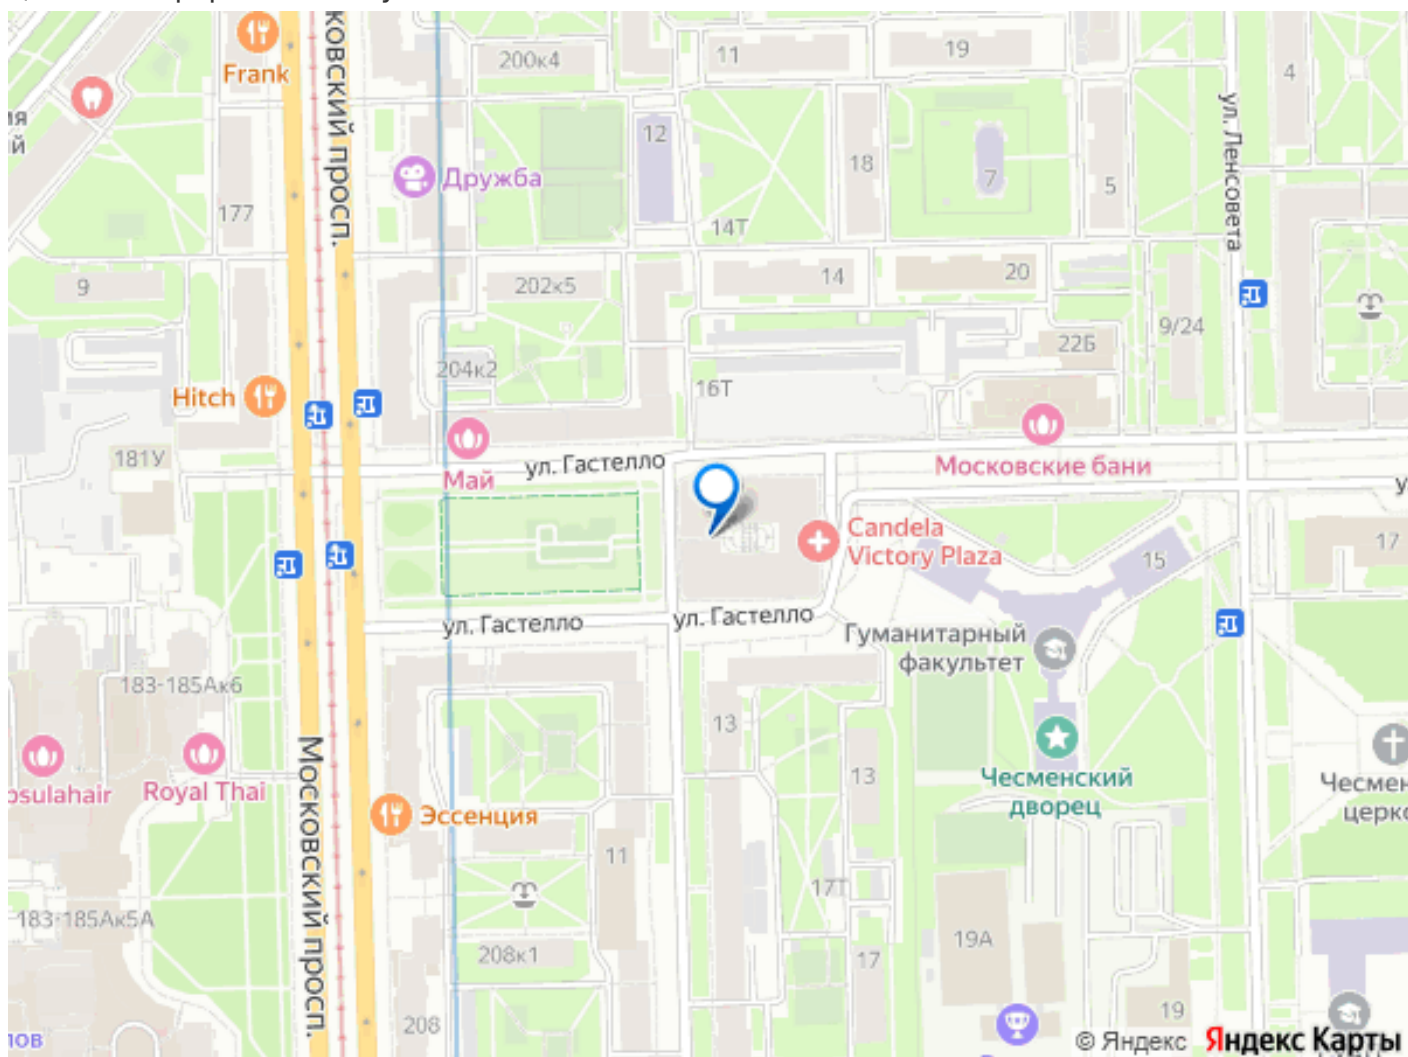 Frank
ковский просп.
200к4
11
19
4
12
18
7
5
ул. Ленсовета
177
Дружба
14Т
9
202к5
14
20
9/24
22Б
204к2
16Т
Hitch
181У
Май
ул. Гастелло
Московские бани
Candela
Victory Plaza
15
17
ул. Гастелло
ул. Гастелло
Гуманитарный
факультет
183-185Ак6
13
Royal Thai
Московский просп.
Эссенция
13
Чесменский
дворец
Чесмен
церко
11
17Т
183-185Ак5А
208к1
19А
17
208
19
© Яндекс
Яндекс Карты